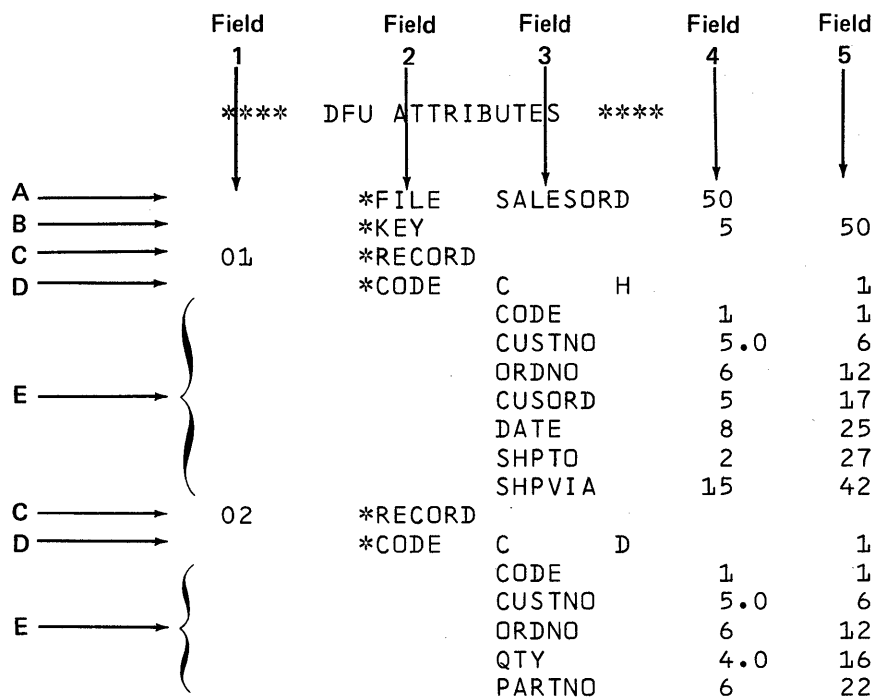 Field Field Field Field Field
1 2 3 4 5
**** DFU ATTRIBUTES ****
A *FILE SALESORD 50
B *KEY 5 50
C 01 *RECORD
D *CODE C H 1
CODE 1 1
CUSTNO 5.0 6
ORDNO 6 12
E CUSORD 5 17
DATE 8 25
SHPTO 2 27
SHPVIA 15 42
C 02 *RECORD
D *CODE C D 1
CODE 1 1
CUSTNO 5.0 6
E ORDNO 6 12
QTY 4.0 16
PARTNO 6 22